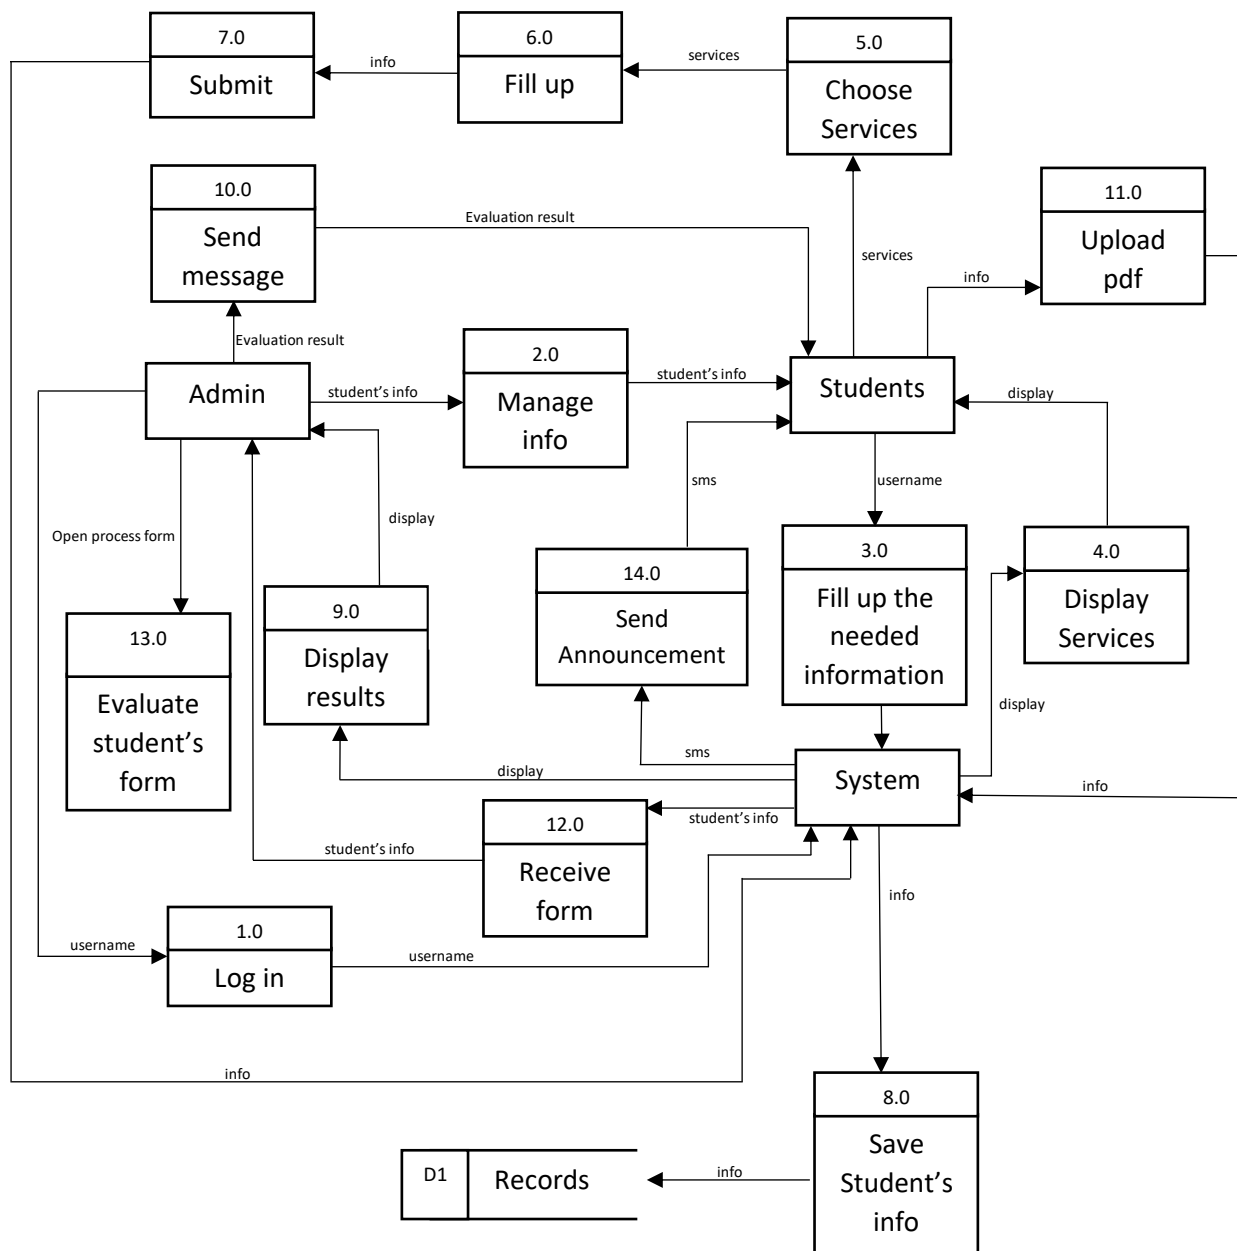 7.0
Submit
info
6.0
Fill up
services
5.0
Choose
Services
10.0
Send
message
Evaluation result
services
info
11.0
Upload
pdf
Evaluation result
Admin
student's info
2.0
Manage
info
student's info
Students
display
sms
username
Open process form
display
13.0
Evaluate
student's
form
9.0
Display
results
14.0
Send
Announcement
3.0
Fill up the
needed
information
4.0
Display
Services
display
sms
display
System
info
student's info
12.0
Receive
form
student's info
info
username
1.0
Log in
username
info
8.0
Save
Student's
info
info
D1
Records